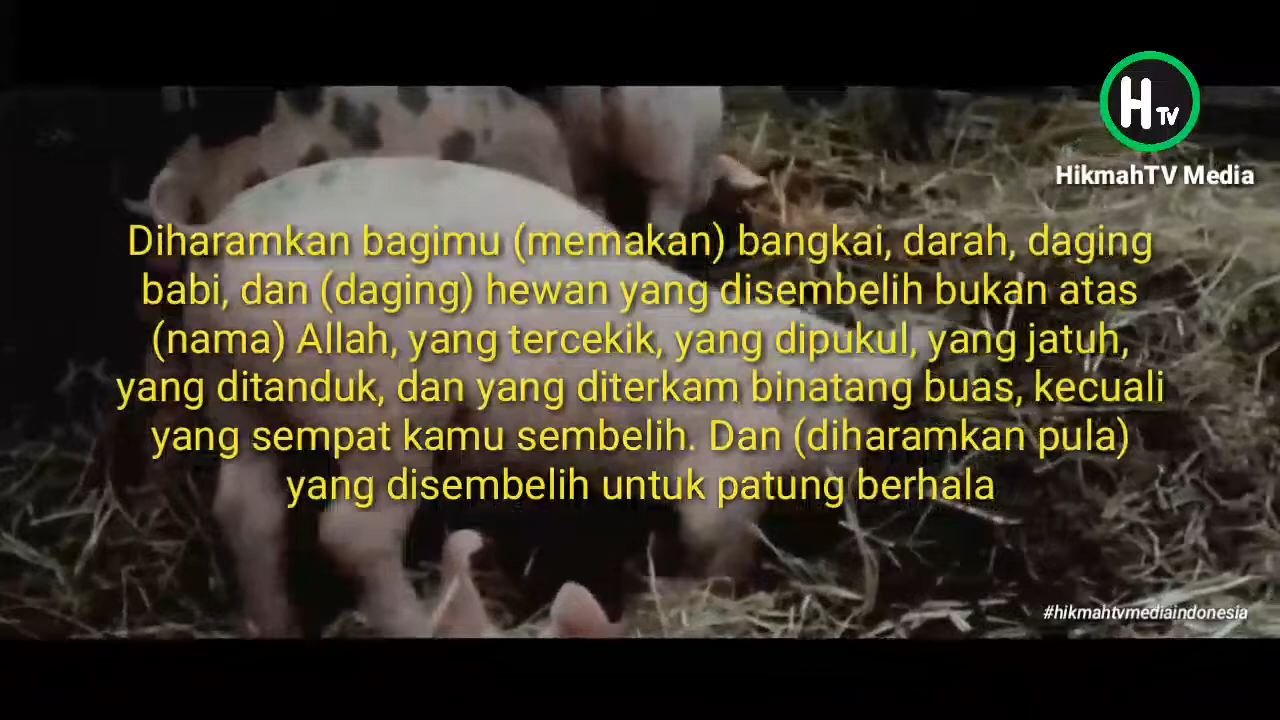 H TV
HikmahTV Media
Diharamkan bagimu (memakan) bangkai, darah, daging
babi, dan (daging) hewan yang disembelih bukan atas
(nama) Allah, yang tercekik, yang dipukul, yang jatuh,
yang ditanduk, dan yang diterkam binatang buas, kecuali
yang sempat kamu sembelih. Dan (diharamkan pula)
yang disembelih untuk patung berhala
#hikmahtvmediaindonesia